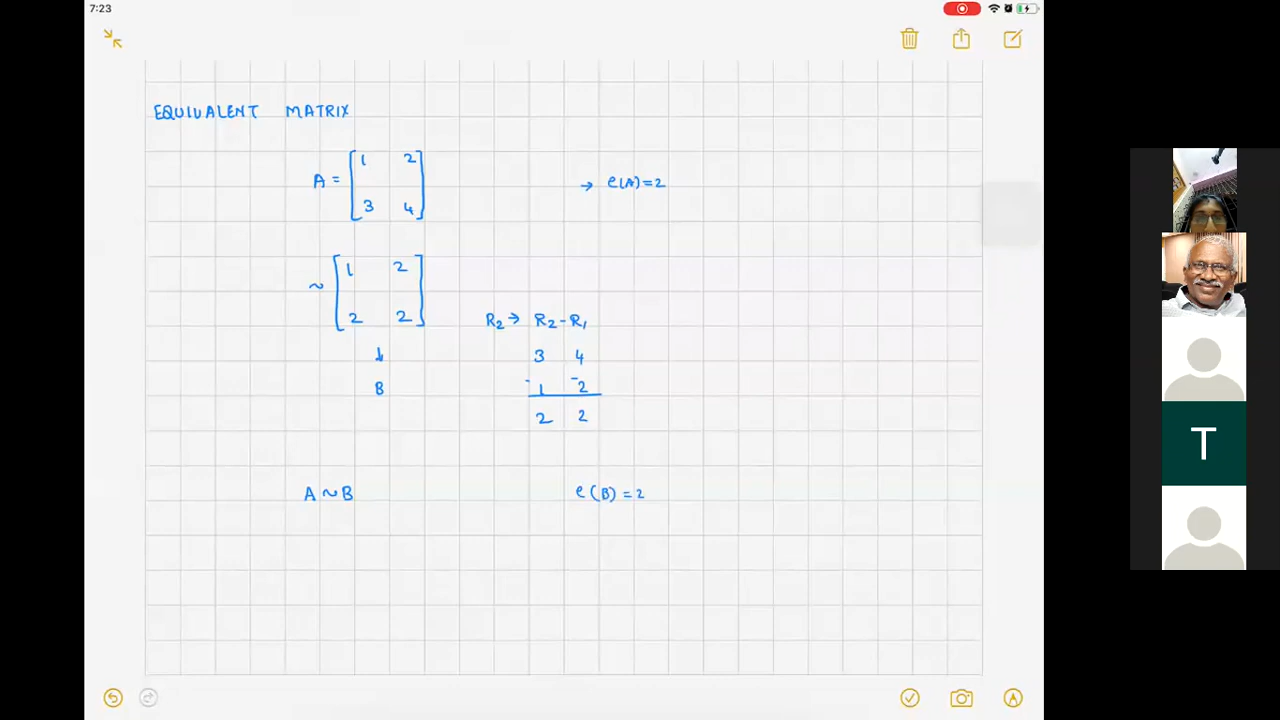 7:23
EQUIVALENT MATRIX
A = [1 2
3 4]
→ e(A) = 2
~ [1 2
2 2]
R₂ → R₂ - R₁
↓ 3 4
B - 1 - 2
2 2
A ~ B e(B) = 2
T